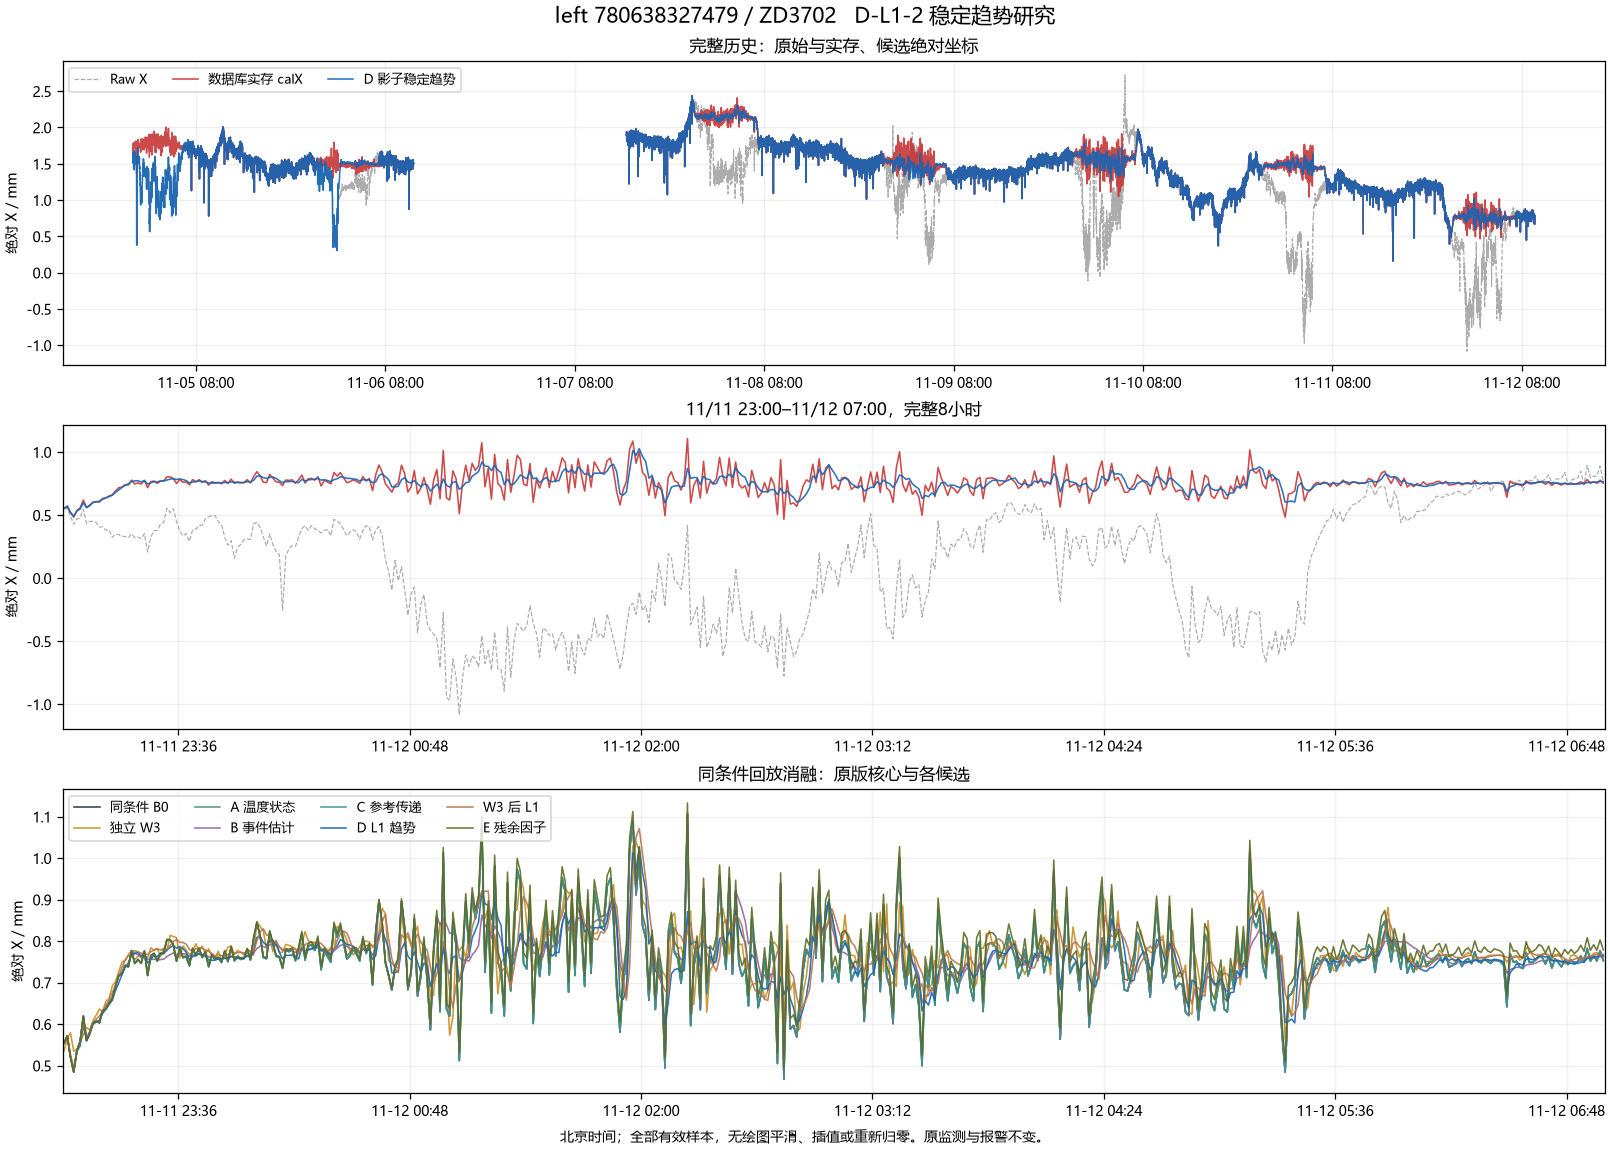 left 780638327479 / ZD3702   D-L1-2 稳定趋势研究
完整历史：原始与实存、候选绝对坐标
Raw X  数据库实存 calX  D 影子稳定趋势
绝对 X / mm
2.5
2.0
1.5
1.0
0.5
0.0
-0.5
-1.0
11-05 08:00  11-06 08:00  11-07 08:00  11-08 08:00  11-09 08:00  11-10 08:00  11-11 08:00  11-12 08:00
11/11 23:00–11/12 07:00，完整8小时
绝对 X / mm
1.0
0.5
0.0
-0.5
-1.0
11-11 23:36  11-12 00:48  11-12 02:00  11-12 03:12  11-12 04:24  11-12 05:36  11-12 06:48
同条件回放消融：原版核心与各候选
同条件 B0  A 温度状态  C 参考传递  W3 后 L1
独立 W3  B 事件估计  D L1 趋势  E 残余因子
绝对 X / mm
1.1
1.0
0.9
0.8
0.7
0.6
0.5
11-11 23:36  11-12 00:48  11-12 02:00  11-12 03:12  11-12 04:24  11-12 05:36  11-12 06:48
北京时间；全部有效样本，无绘图平滑、插值或重新归零。原监测与报警不变。